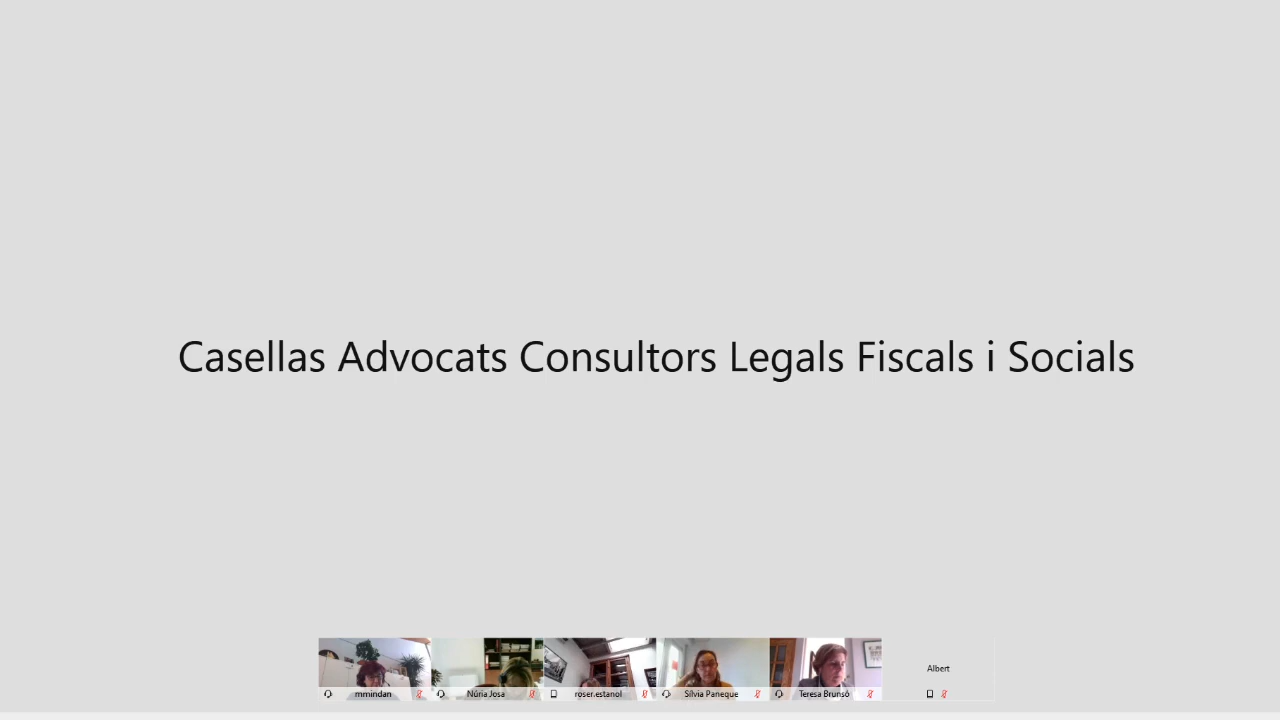 Casellas Advocats Consultors Legals Fiscals i Socials
Albert
mmindan
Núria Josa
roser.estanol
Sílvia Paneque
Teresa Brunsó